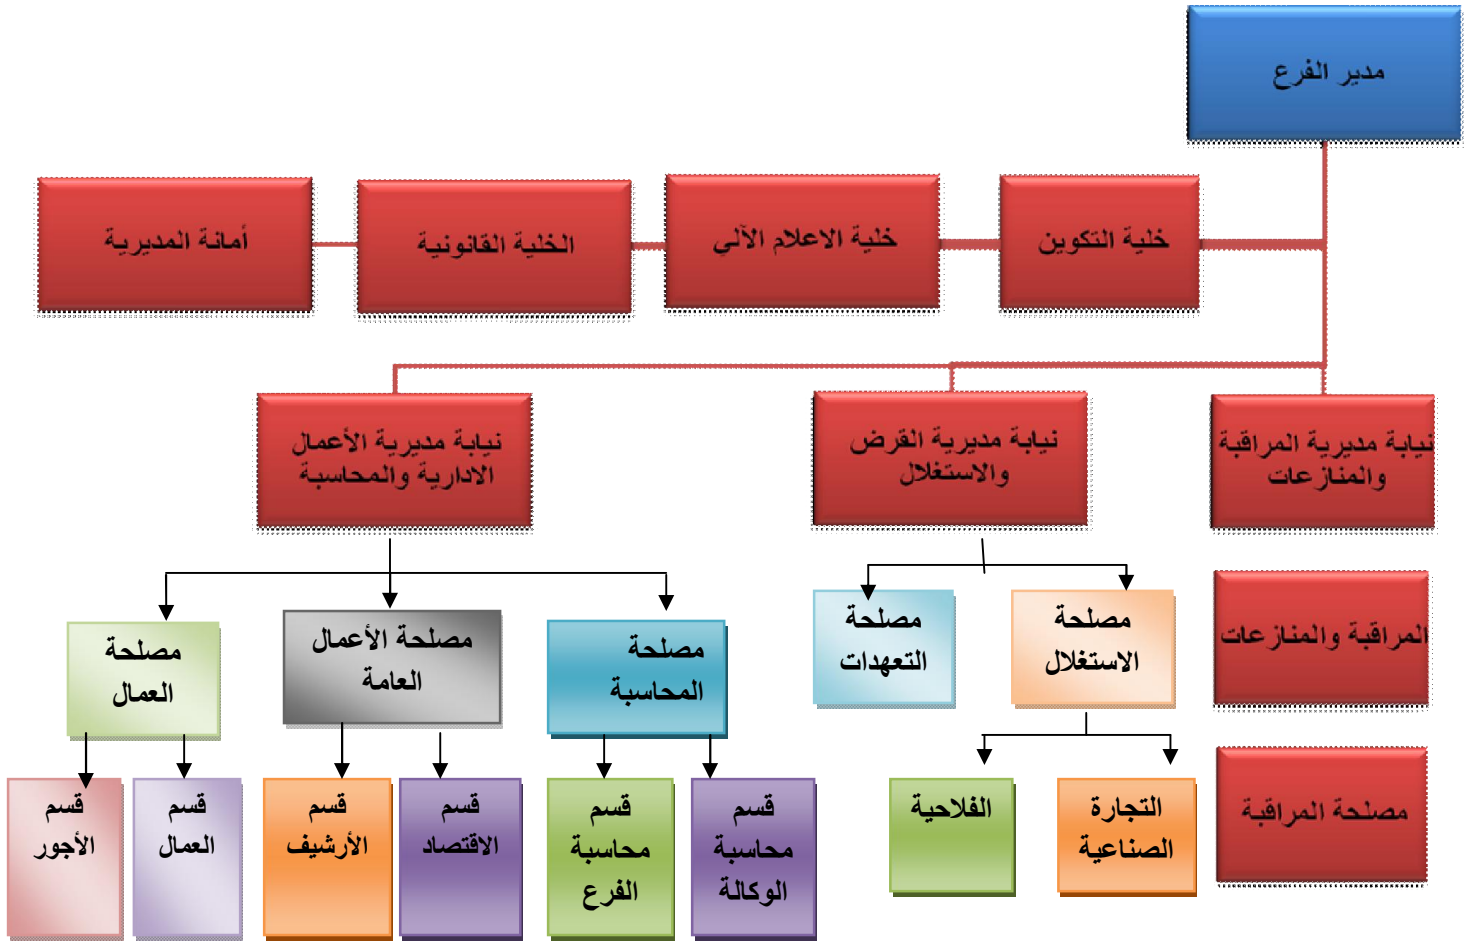 مدير الفرع
خلية التكوين
خلية الاعلام الآلي
الخلية القانونية
أمانة المديرية
نيابة مديرية المراقبة
والمنازعات
نيابة مديرية القرض
والاستغلال
نيابة مديرية الأعمال
الادارية والمحاسبة
المراقبة والمنازعات
مصلحة
الاستغلال
مصلحة
التعهدات
مصلحة
المحاسبة
مصلحة الأعمال
العامة
مصلحة
العمال
مصلحة المراقبة
التجارة
الصناعية
الفلاحية
قسم
محاسبة
الوكالة
قسم
محاسبة
الفرع
قسم
الاقتصاد
قسم
الأرشيف
قسم
العمال
قسم
الأجور